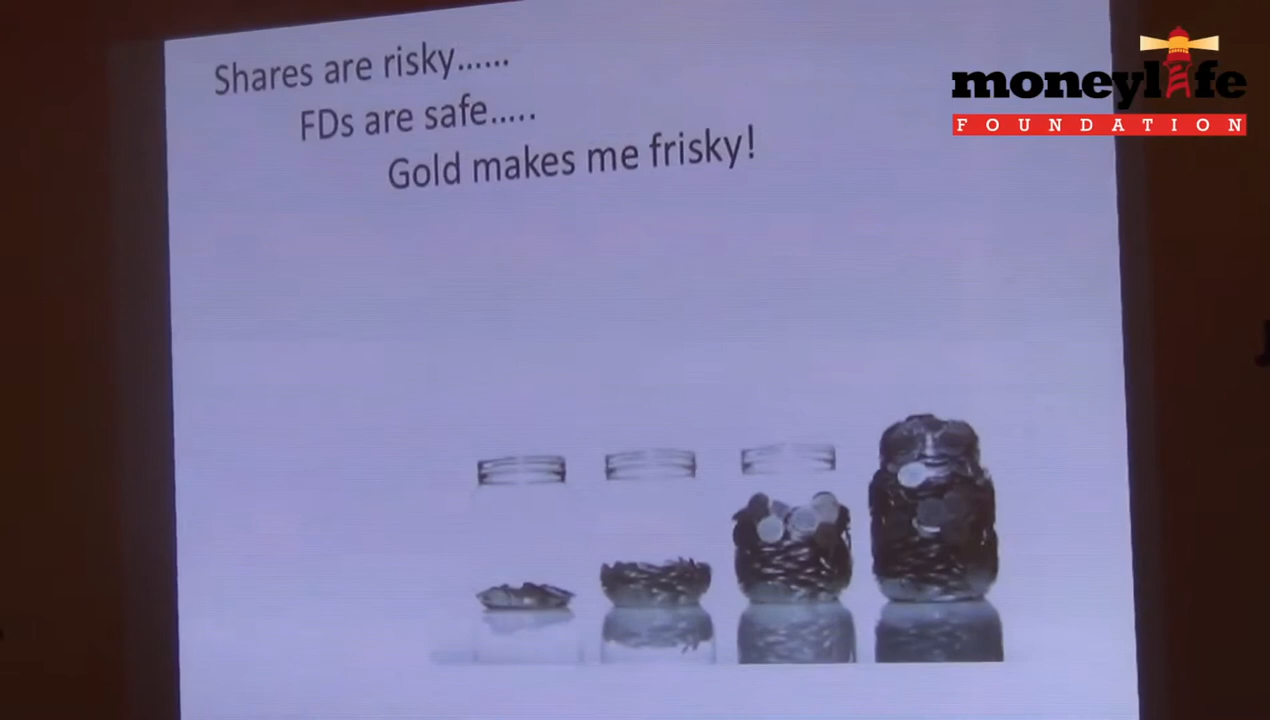 Shares are risky......
FDs are safe.....
Gold makes me frisky!
moneylife
FOUNDATION